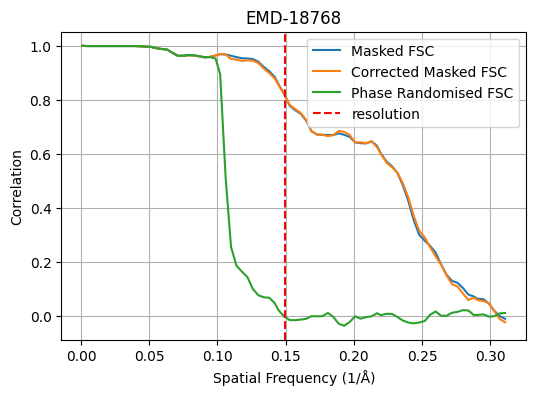 EMD-18768
Masked FSC
Corrected Masked FSC
Phase Randomised FSC
resolution
Correlation
1.0
0.8
0.6
0.4
0.2
0.0
0.00 0.05 0.10 0.15 0.20 0.25 0.30
Spatial Frequency (1/Å)